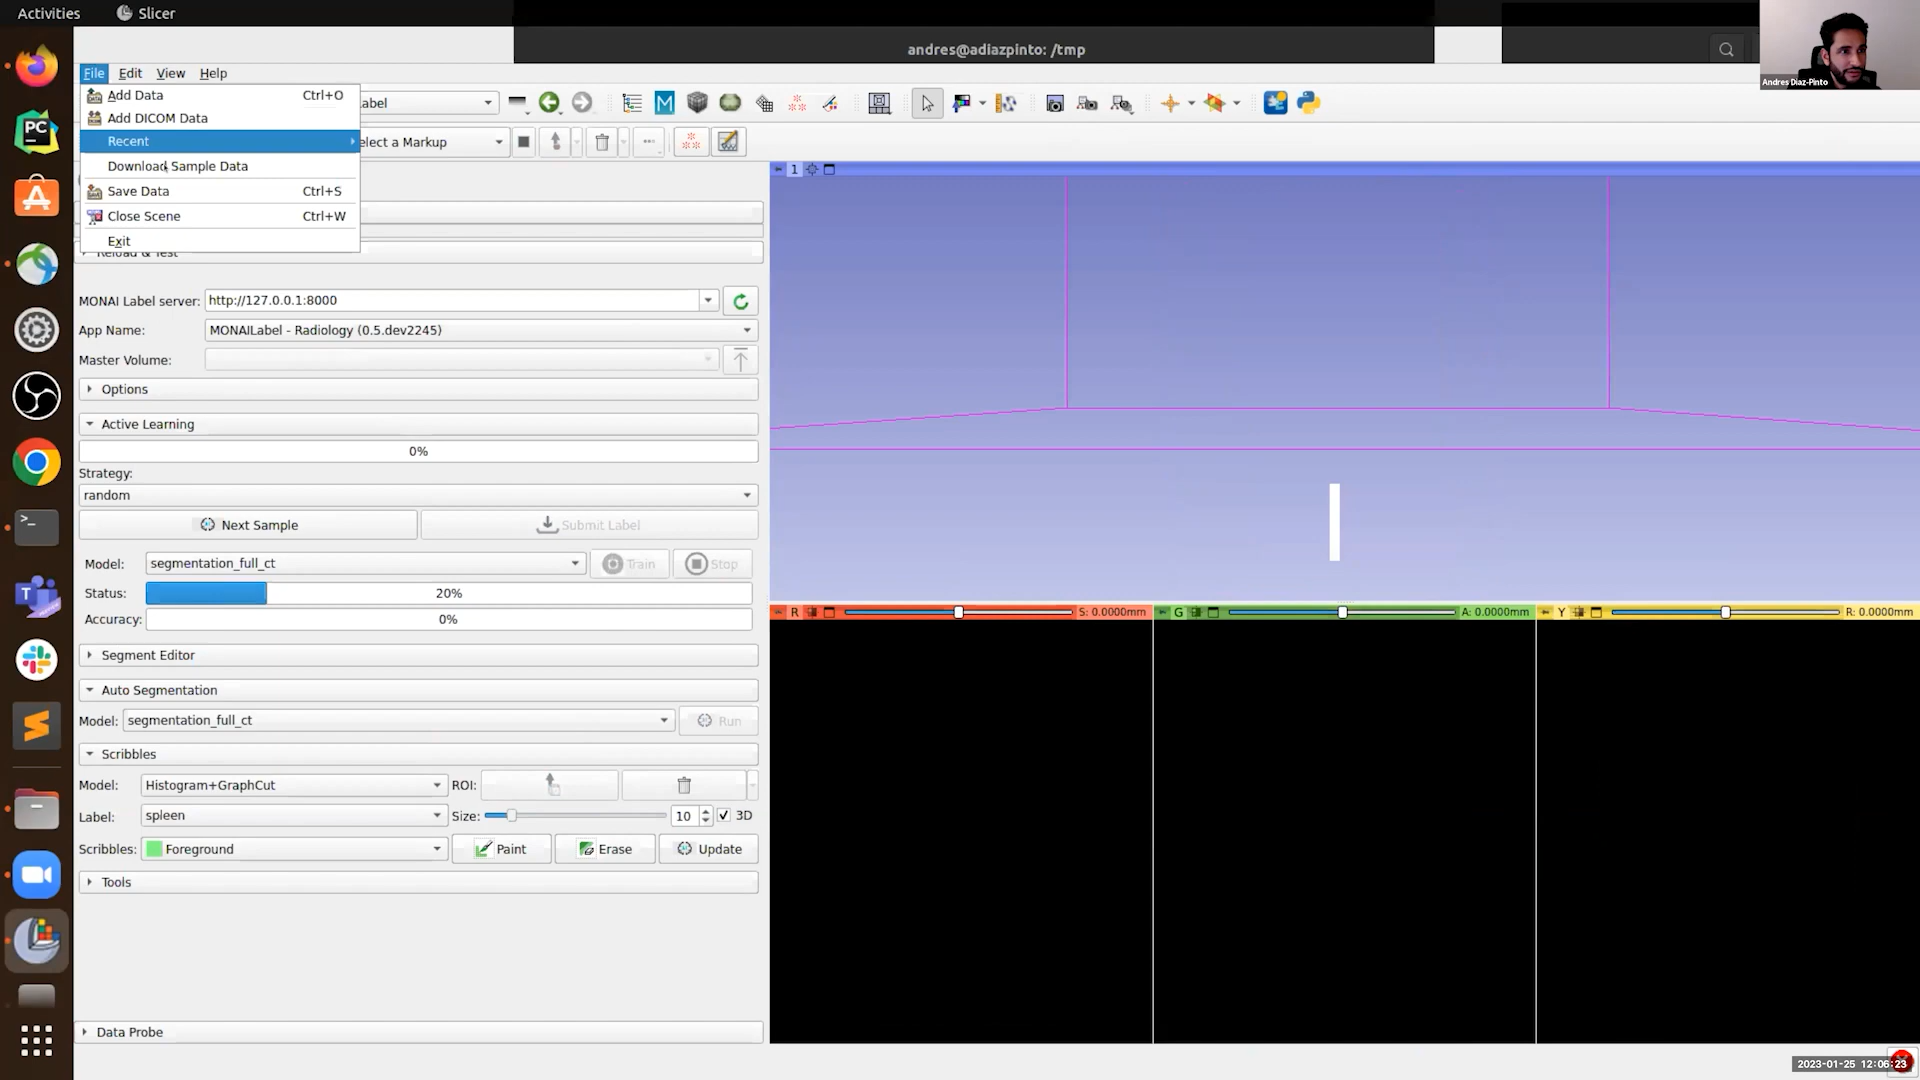 Activities
Slicer
andres@adiazpinto: /tmp
Andres Diaz-Pinto
File Edit View Help
Add Data Ctrl+O
Add DICOM Data
Recent
Download Sample Data
Save Data Ctrl+S
Close Scene Ctrl+W
Exit
abel
elect a Markup
Reload & Test
MONAI Label server: http://127.0.0.1:8000
App Name: MONAILabel - Radiology (0.5.dev2245)
Master Volume:
Options
Active Learning
0%
Strategy:
random
Next Sample
Submit Label
Model: segmentation_full_ct Train Stop
Status: 20%
Accuracy: 0%
Segment Editor
Auto Segmentation
Model: segmentation_full_ct Run
Scribbles
Model: Histogram+GraphCut ROI:
Label: spleen Size: 10 3D
Scribbles: Foreground Paint Erase Update
Tools
Data Probe
1
R S: 0.0000mm
G A: 0.0000mm
Y R: 0.0000mm
2023-01-25 12:06:23